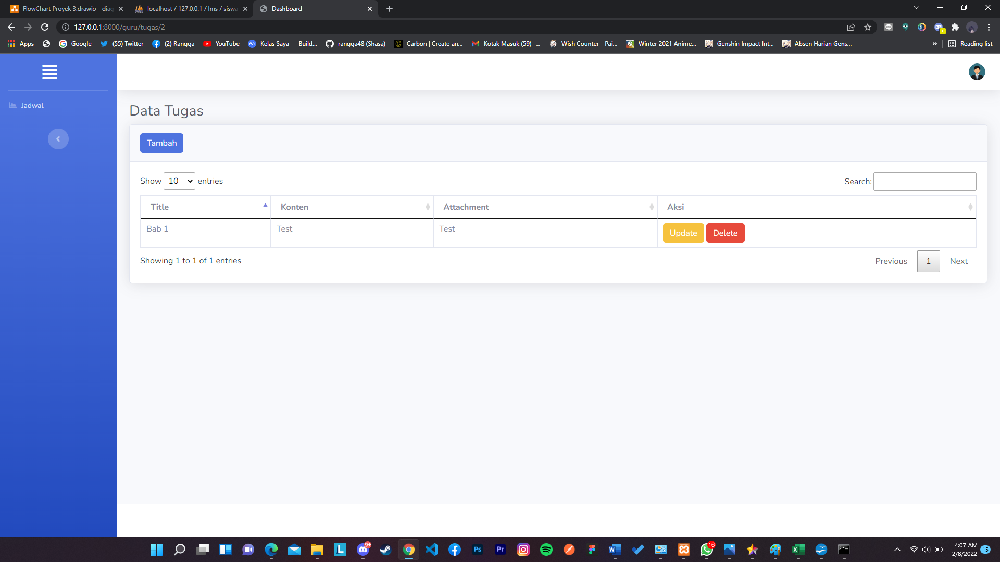 FlowChart Proyek 3.drawio - diag
localhost / 127.0.0.1 / lms / siswa
Dashboard
127.0.0.1:8000/guru/tugas/2
Apps
Google
(55) Twitter
(2) Rangga
YouTube
Kelas Saya — Build...
rangga48 (Shasa)
Carbon | Create an...
Kotak Masuk (59) -...
Wish Counter - Pai...
Winter 2021 Anime...
Genshin Impact Int...
Absen Harian Gens...
»
Reading list
Jadwal
Data Tugas
Tambah
Show 10 entries
Search:
Title Konten Attachment Aksi
Bab 1 Test Test Update Delete
Showing 1 to 1 of 1 entries
Previous 1 Next
L
9+
Ps
Pr
W
16
X
4:07 AM
2/8/2022
15